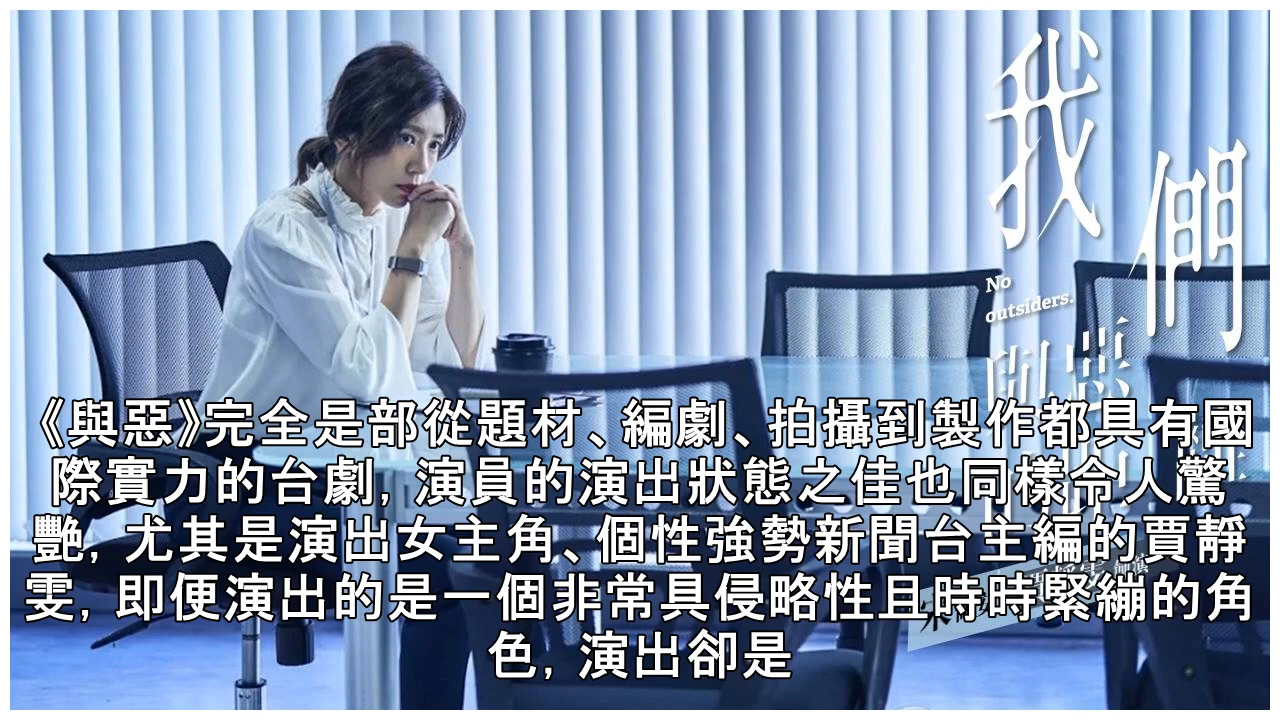 我們
No
outsiders.
與惡
《與惡》完全是部從題材、編劇、拍攝到製作都具有國
際實力的台劇, 演員的演出狀態之佳也同樣令人驚
艷, 尤其是演出女主角、個性強勢新聞台主編的賈靜
雯, 即便演出的是一個非常具侵略性且時時緊繃的角
色, 演出卻是